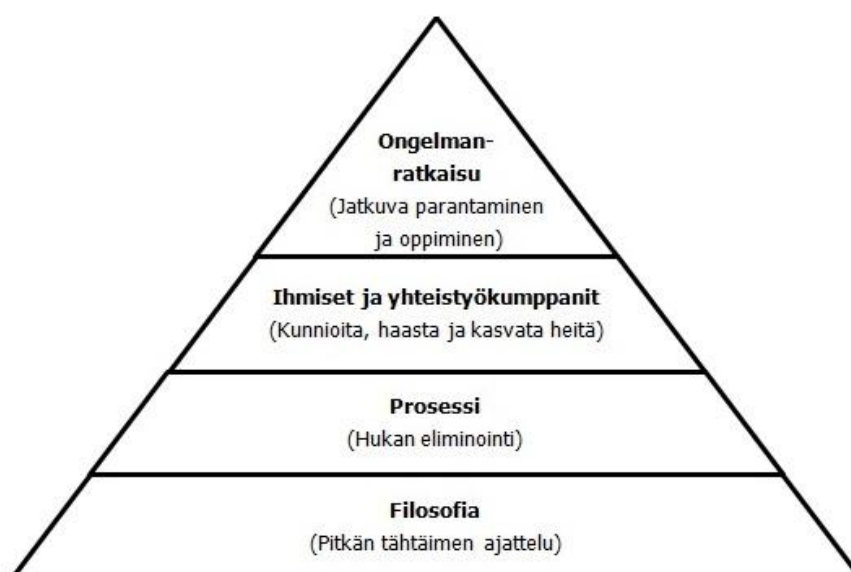 Ongelman-
ratkaisu
(Jatkuva parantaminen
ja oppiminen)
Ihmiset ja yhteistyökumppanit
(Kunnioita, haasta ja kasvata heitä)
Prosessi
(Hukan eliminointi)
Filosofia
(Pitkän tähtäimen ajattelu)